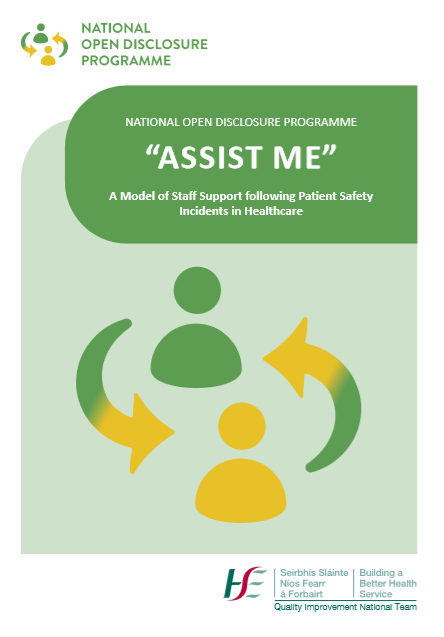 NATIONAL
OPEN DISCLOSURE
PROGRAMME
NATIONAL OPEN DISCLOSURE PROGRAMME
“ASSIST ME”
A Model of Staff Support following Patient Safety
Incidents in Healthcare
Seirbhís Sláinte
Níos Fearr
á Forbairt
Building a
Better Health
Service
Quality Improvement National Team